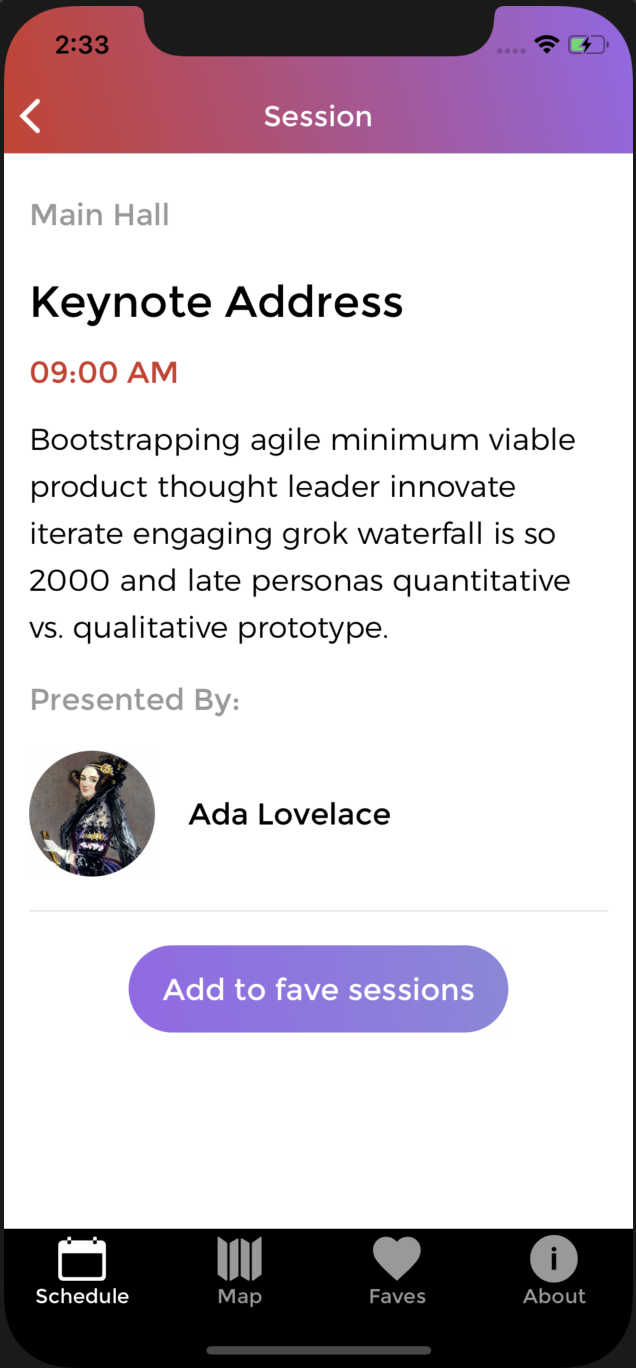 2:33
Session
Main Hall
Keynote Address
09:00 AM
Bootstrapping agile minimum viable
product thought leader innovate
iterate engaging grok waterfall is so
2000 and late personas quantitative
vs. qualitative prototype.
Presented By:
Ada Lovelace
Add to fave sessions
Schedule
Map
Faves
About